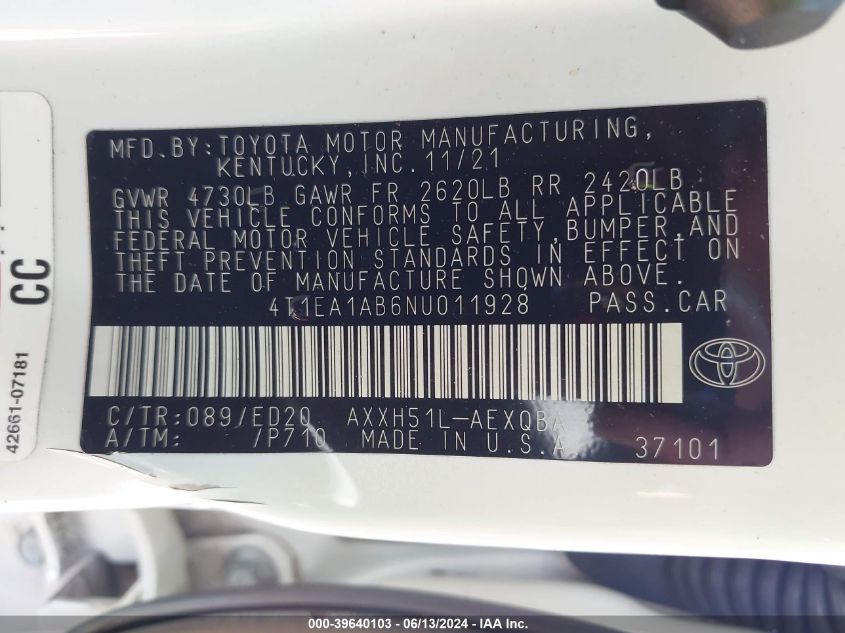 MFD.BY:TOYOTA MOTOR MANUFACTURING,
KENTUCKY,INC. 11/21
GVWR 4730LB GAWR FR 2620LB RR 2420LB
THIS VEHICLE CONFORMS TO ALL APPLICABLE
FEDERAL MOTOR VEHICLE SAFETY,BUMPER,AND
THEFT PREVENTION STANDARDS IN EFFECT ON
THE DATE OF MANUFACTURE SHOWN ABOVE.
4T1EA1AB6NU011928 PASS.CAR
C/TR:089/ED20 AXXH51L-AEXQBA
A/TM: /P710 MADE IN U.S.A 37101
CC
42661-07181
000-39640103 - 06/13/2024 - IAA Inc.